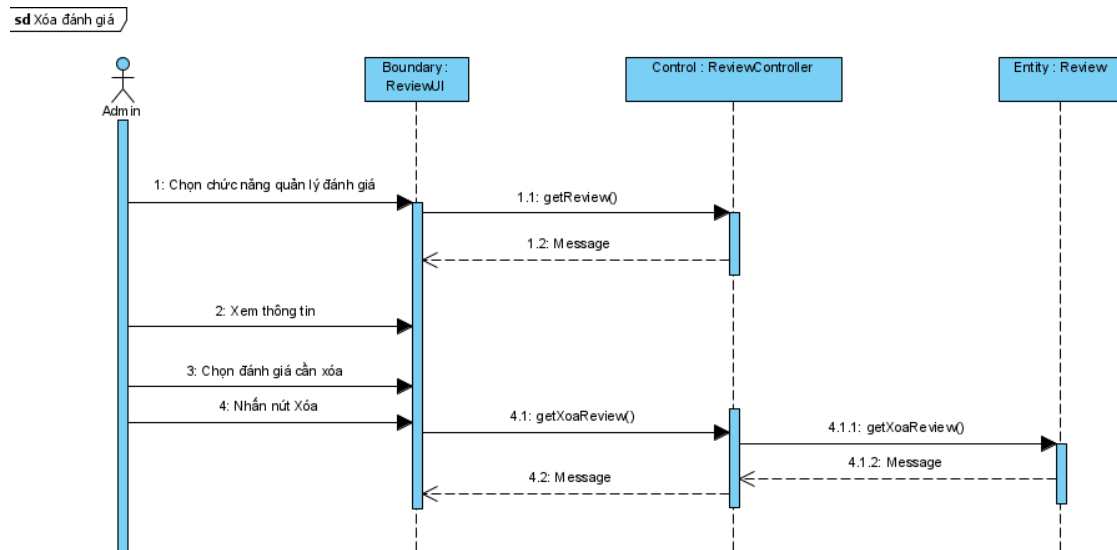 sd Xóa đánh giá
Admin
Boundary :
ReviewUI
Control : ReviewController
Entity : Review
1: Chọn chức năng quản lý đánh giá
1.1: getReview()
1.2: Message
2: Xem thông tin
3: Chọn đánh giá cần xóa
4: Nhấn nút Xóa
4.1: getXoaReview()
4.1.1: getXoaReview()
4.1.2: Message
4.2: Message